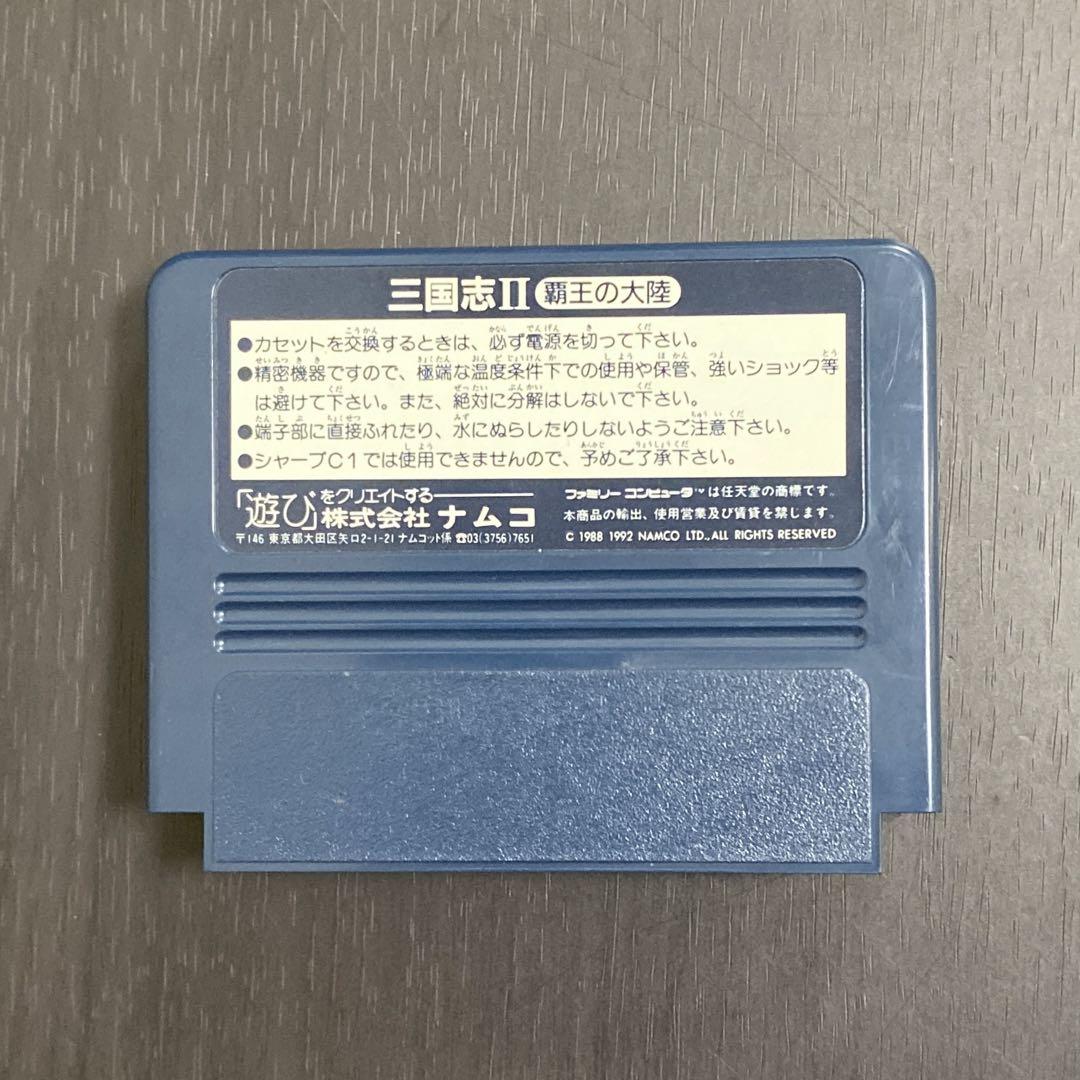 三国志II 覇王の大陸
●カセットを交換するときは、必ず電源を切って下さい。
●精密機器ですので、極端な温度条件下での使用や保管、強いショック等
は避けて下さい。また、絶対に分解はしないで下さい。
●端子部に直接ふれたり、水にぬらしたりしないようご注意下さい。
●シャープC1では使用できませんので、予めご了承下さい。
「遊び」をクリエイトする
株式会社 ナムコ
〒146 東京都大田区矢口2-1-21 ナムコット係 ☎03(3756)7651
ファミリーコンピュータ™は任天堂の商標です。
本商品の輸出、使用営業及び賃貸を禁じます。
© 1988 1992 NAMCO LTD., ALL RIGHTS RESERVED